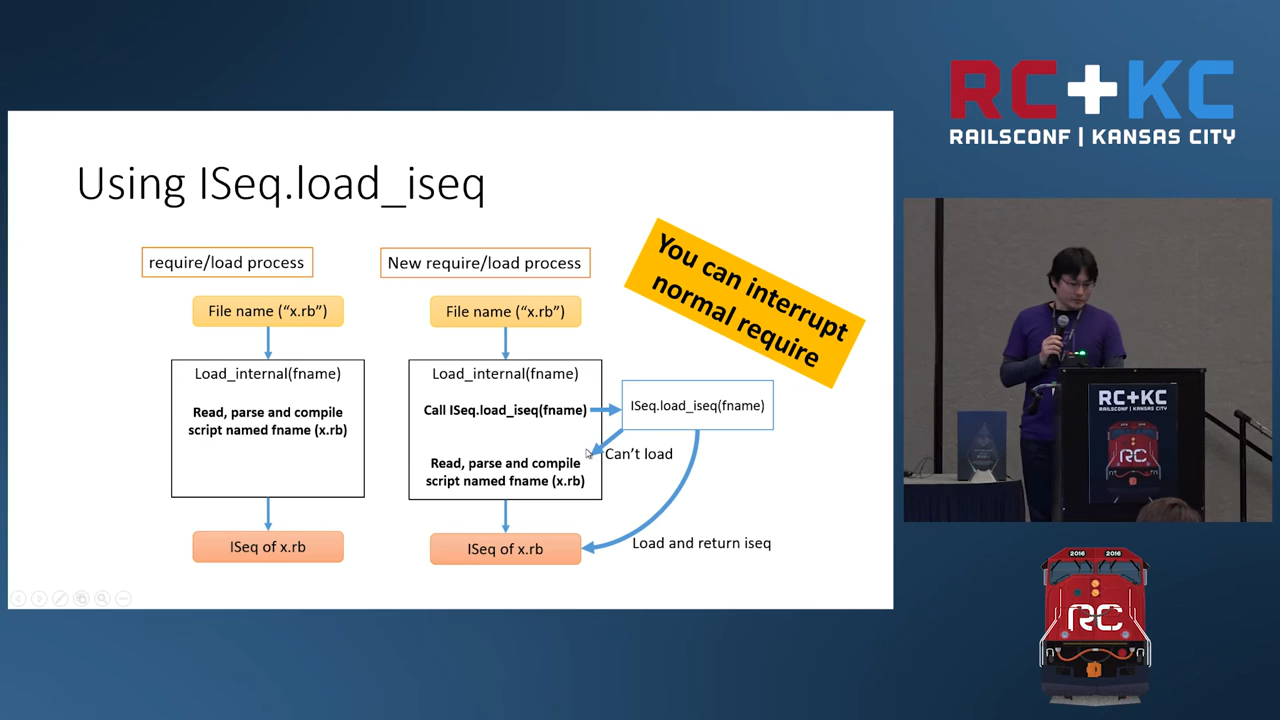 RC+KC
RAILSCONF | KANSAS CITY
Using ISeq.load_iseq
You can interrupt
normal require
require/load process
File name (“x.rb”)
Load_internal(fname)
Read, parse and compile
script named fname (x.rb)
ISeq of x.rb
New require/load process
File name (“x.rb”)
Load_internal(fname)
Call ISeq.load_iseq(fname)
ISeq.load_iseq(fname)
Can’t load
Read, parse and compile
script named fname (x.rb)
Load and return iseq
ISeq of x.rb
RC+KC
RAILSCONF | KANSAS CITY
RC
2016
2016
RC